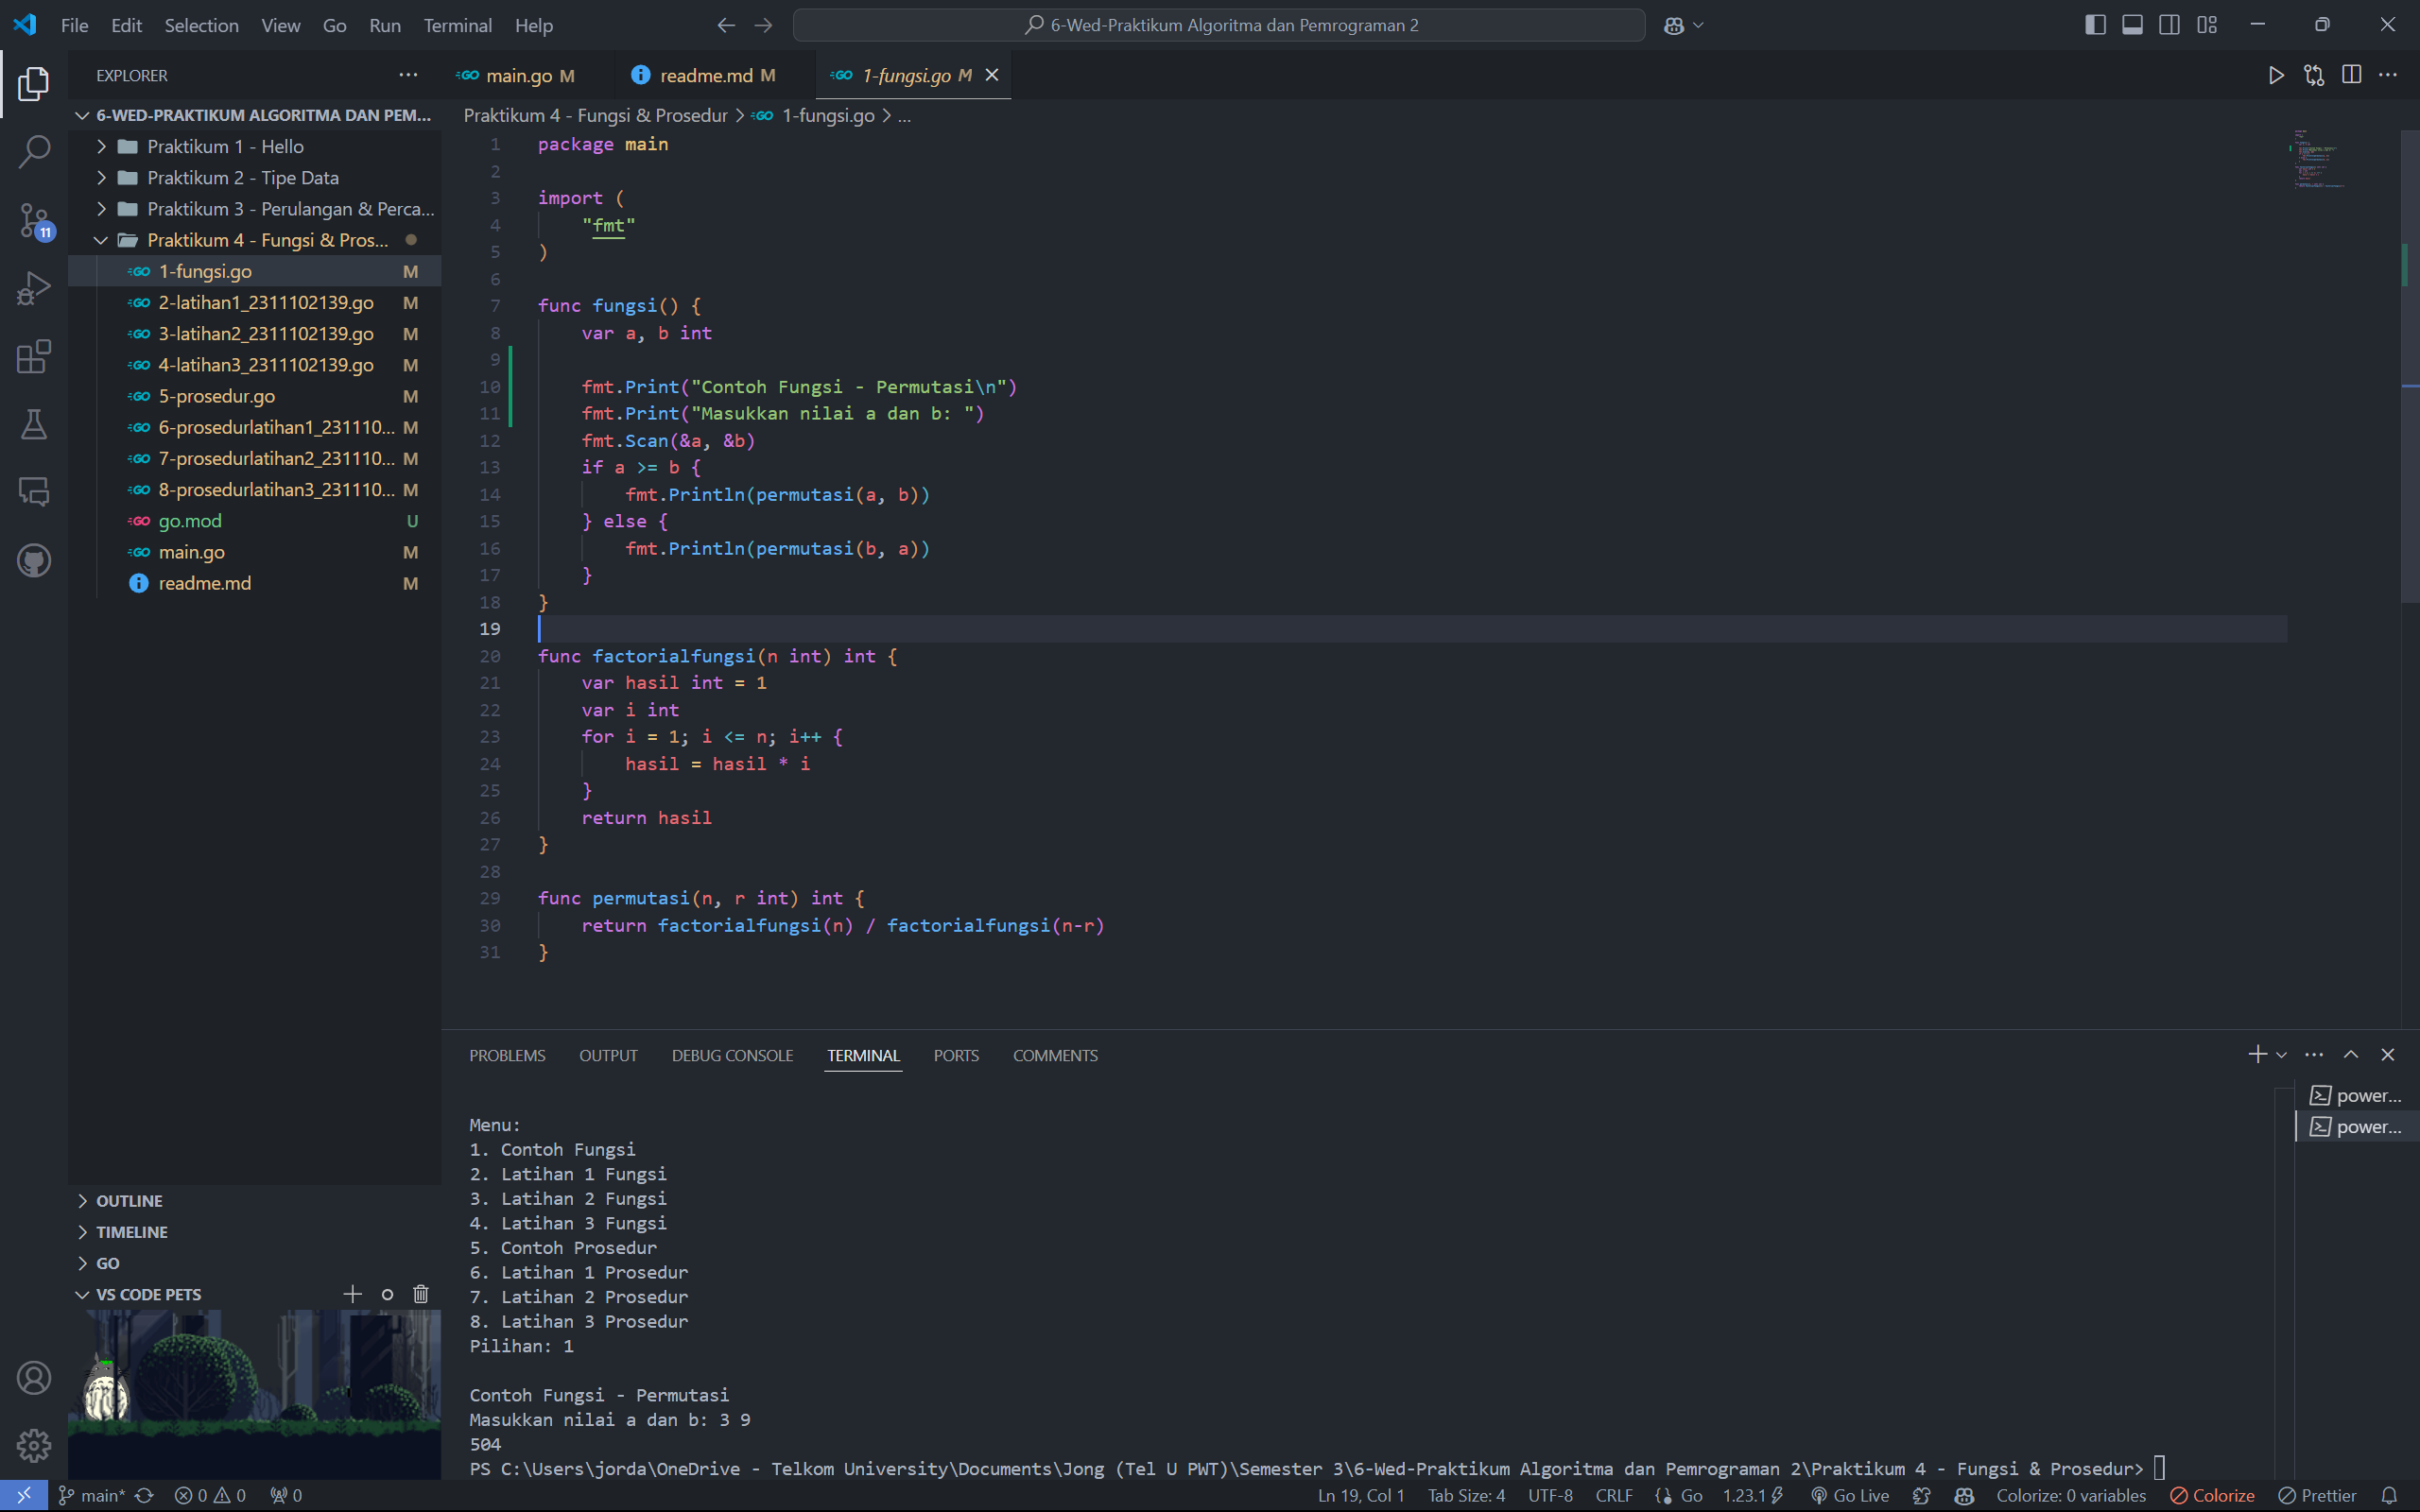 File Edit Selection View Go Run Terminal Help
6-Wed-Praktikum Algoritma dan Pemrograman 2
EXPLORER
6-WED-PRAKTIKUM ALGORITMA DAN PEM...
Praktikum 1 - Hello
Praktikum 2 - Tipe Data
Praktikum 3 - Perulangan & Perca...
Praktikum 4 - Fungsi & Pros...
1-fungsi.go M
2-latihan1_2311102139.go M
3-latihan2_2311102139.go M
4-latihan3_2311102139.go M
5-prosedur.go M
6-prosedurlatihan1_231110... M
7-prosedurlatihan2_231110... M
8-prosedurlatihan3_231110... M
go.mod U
main.go M
readme.md M
11
OUTLINE
TIMELINE
GO
VS CODE PETS
main.go M readme.md M 1-fungsi.go M
Praktikum 4 - Fungsi & Prosedur > 1-fungsi.go > ...
1 package main
2
3 import (
4 "fmt"
5 )
6
7 func fungsi() {
8 var a, b int
9
10 fmt.Print("Contoh Fungsi - Permutasi\n")
11 fmt.Print("Masukkan nilai a dan b: ")
12 fmt.Scan(&a, &b)
13 if a >= b {
14 fmt.Println(permutasi(a, b))
15 } else {
16 fmt.Println(permutasi(b, a))
17 }
18 }
19
20 func factorialfungsi(n int) int {
21 var hasil int = 1
22 var i int
23 for i = 1; i <= n; i++ {
24 hasil = hasil * i
25 }
26 return hasil
27 }
28
29 func permutasi(n, r int) int {
30 return factorialfungsi(n) / factorialfungsi(n-r)
31 }
PROBLEMS OUTPUT DEBUG CONSOLE TERMINAL PORTS COMMENTS
power...
power...
Menu:
1. Contoh Fungsi
2. Latihan 1 Fungsi
3. Latihan 2 Fungsi
4. Latihan 3 Fungsi
5. Contoh Prosedur
6. Latihan 1 Prosedur
7. Latihan 2 Prosedur
8. Latihan 3 Prosedur
Pilihan: 1
Contoh Fungsi - Permutasi
Masukkan nilai a dan b: 3 9
504
PS C:\Users\jorda\OneDrive - Telkom University\Documents\Jong (Tel U PWT)\Semester 3\6-Wed-Praktikum Algoritma dan Pemrograman 2\Praktikum 4 - Fungsi & Prosedur>
main* 0 0 0 Ln 19, Col 1 Tab Size: 4 UTF-8 CRLF Go 1.23.1 Go Live Colorize: 0 variables Colorize Prettier